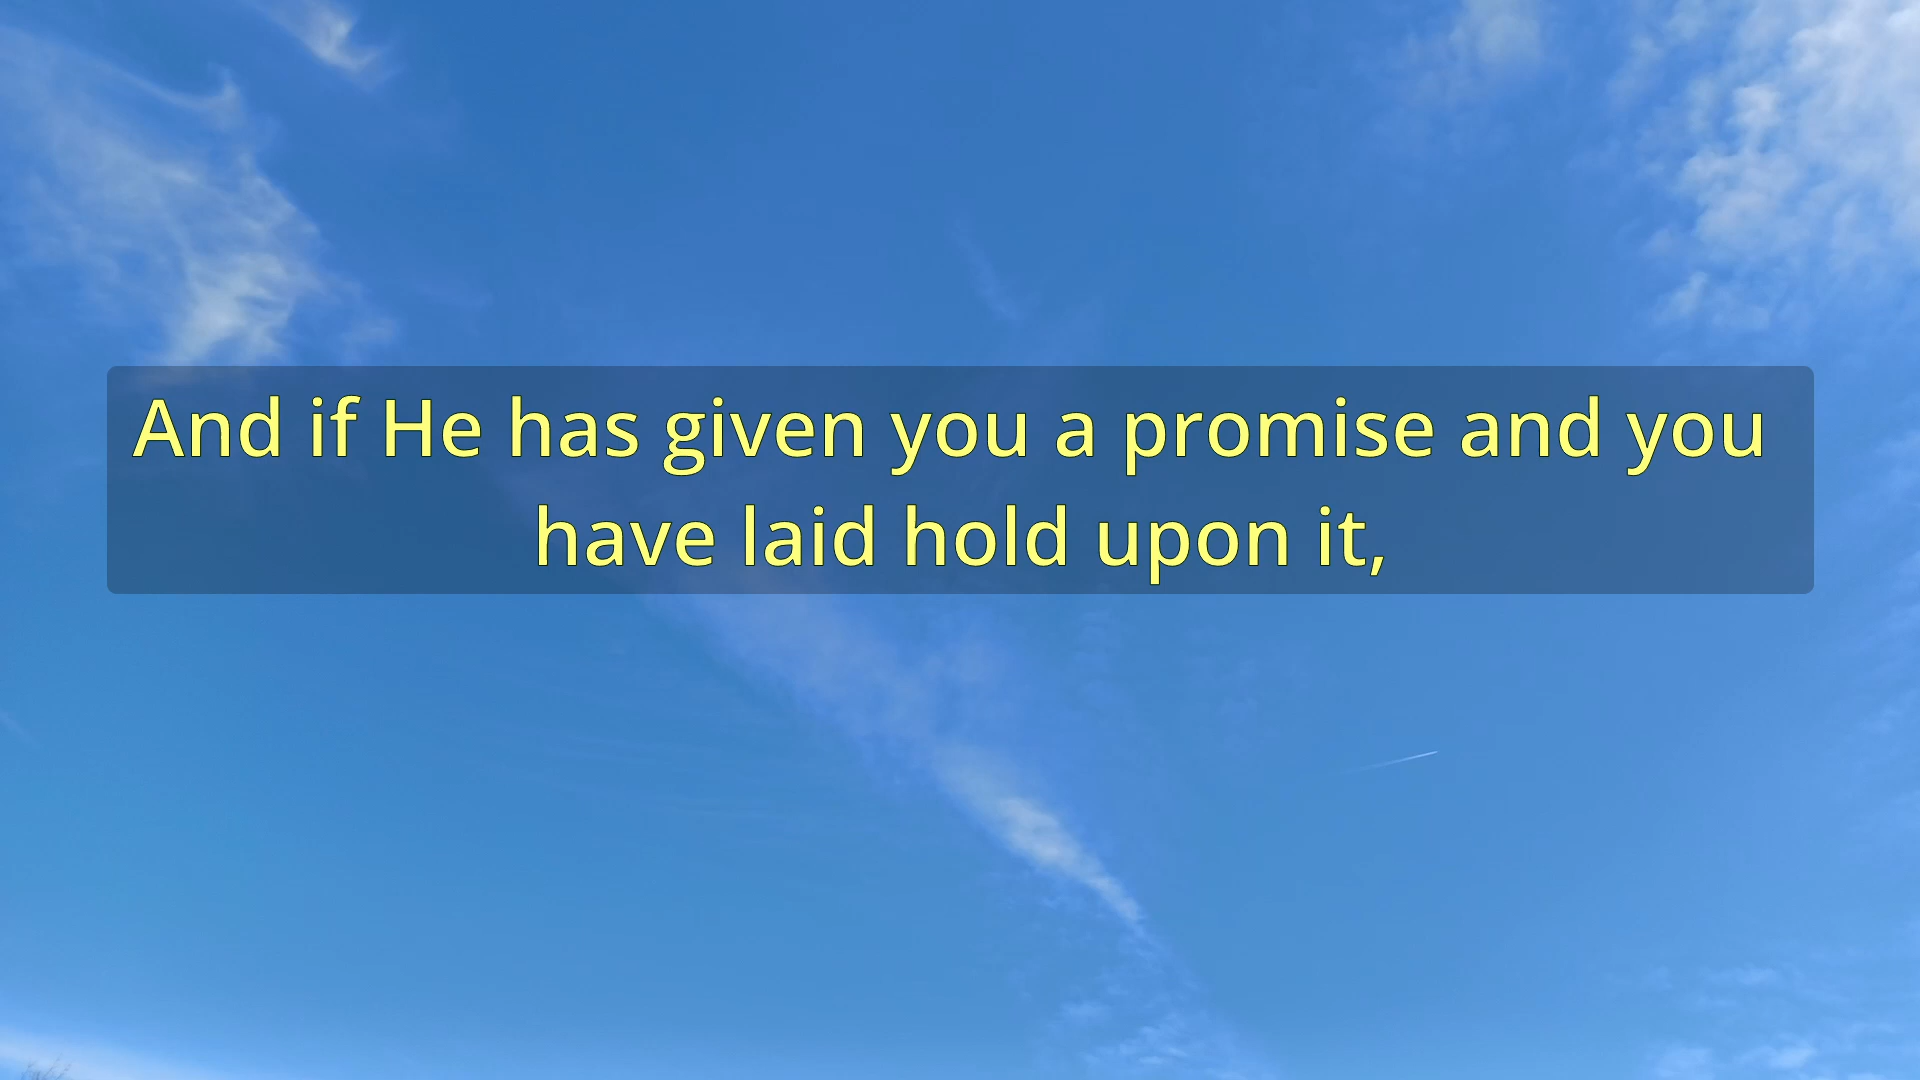 And if He has given you a promise and you
have laid hold upon it,